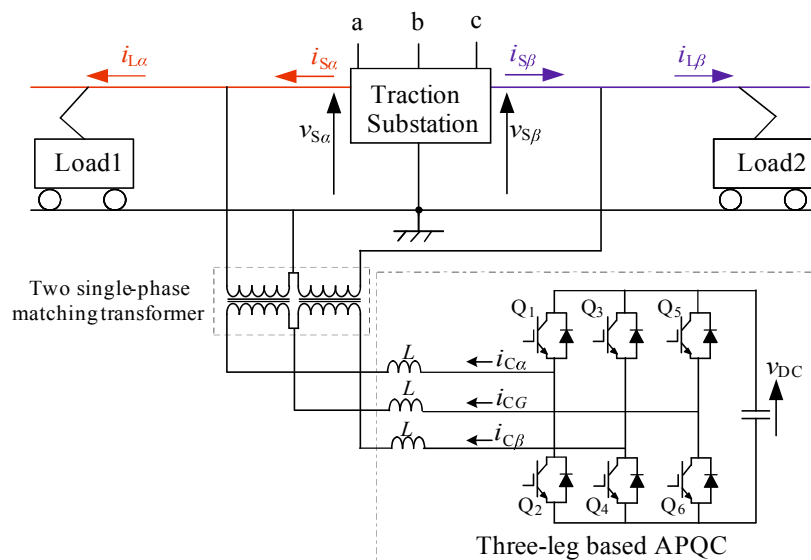 a b c
iLα iSα iSβ iLβ
Traction
Substation
vSα vSβ
Load1 Load2
Two single-phase
matching transformer
Q1 Q3 Q5
L iCα
vDC
L iCG
L iCβ
Q2 Q4 Q6
Three-leg based APQC